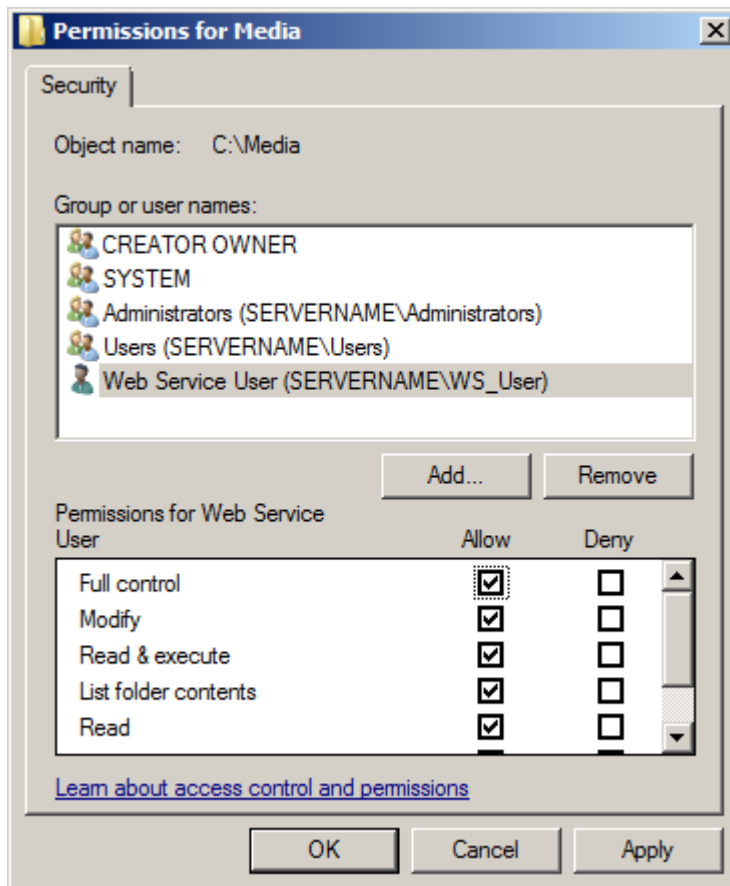 Permissions for Media
Security
Object name: C:\Media
Group or user names:
CREATOR OWNER
SYSTEM
Administrators (SERVERNAME\Administrators)
Users (SERVERNAME\Users)
Web Service User (SERVERNAME\WS_User)
Add... Remove
Permissions for Web Service
User Allow Deny
Full control
Modify
Read & execute
List folder contents
Read
Learn about access control and permissions
OK Cancel Apply